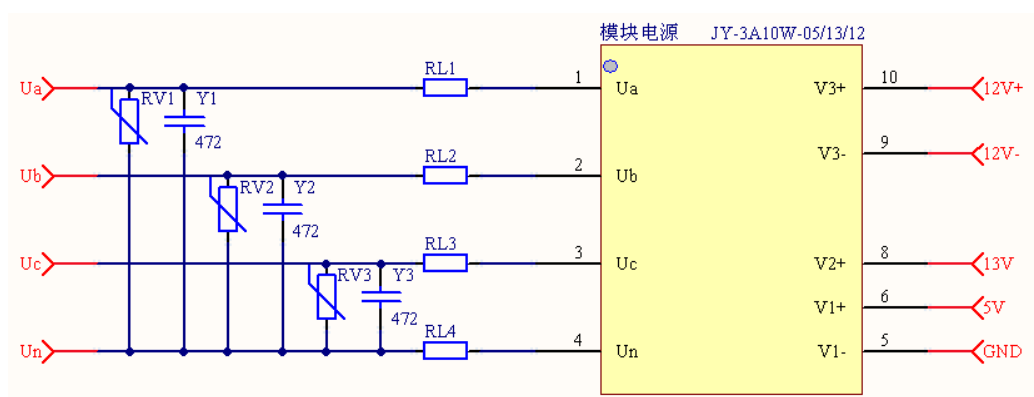 模块电源 JY-3A10W-05/13/12
Ua RV1 Y1 472 RL1 1 Ua V3+ 10 12V+
V3- 9 12V-
Ub RV2 Y2 472 RL2 2 Ub
Uc RV3 Y3 472 RL3 3 Uc V2+ 8 13V
V1+ 6 5V
Un RL4 4 Un V1- 5 GND